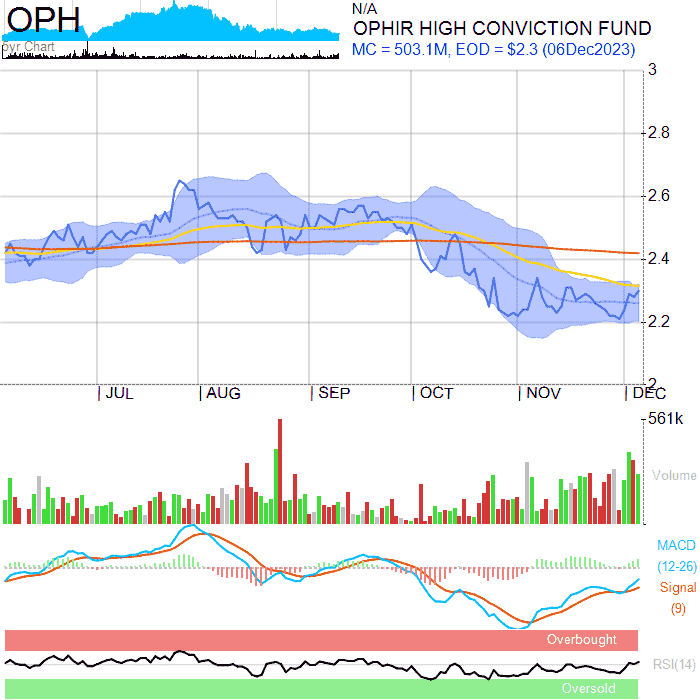 OPH
N/A
OPHIR HIGH CONVICTION FUND
MC = 503.1M, EOD = $2.3 (06Dec2023)
Chart
3
2.8
2.6
2.4
2.2
2
JUL AUG SEP OCT NOV DEC
561k
Volume
MACD
(12-26)
Signal
(9)
Overbought
RSI(14)
Oversold